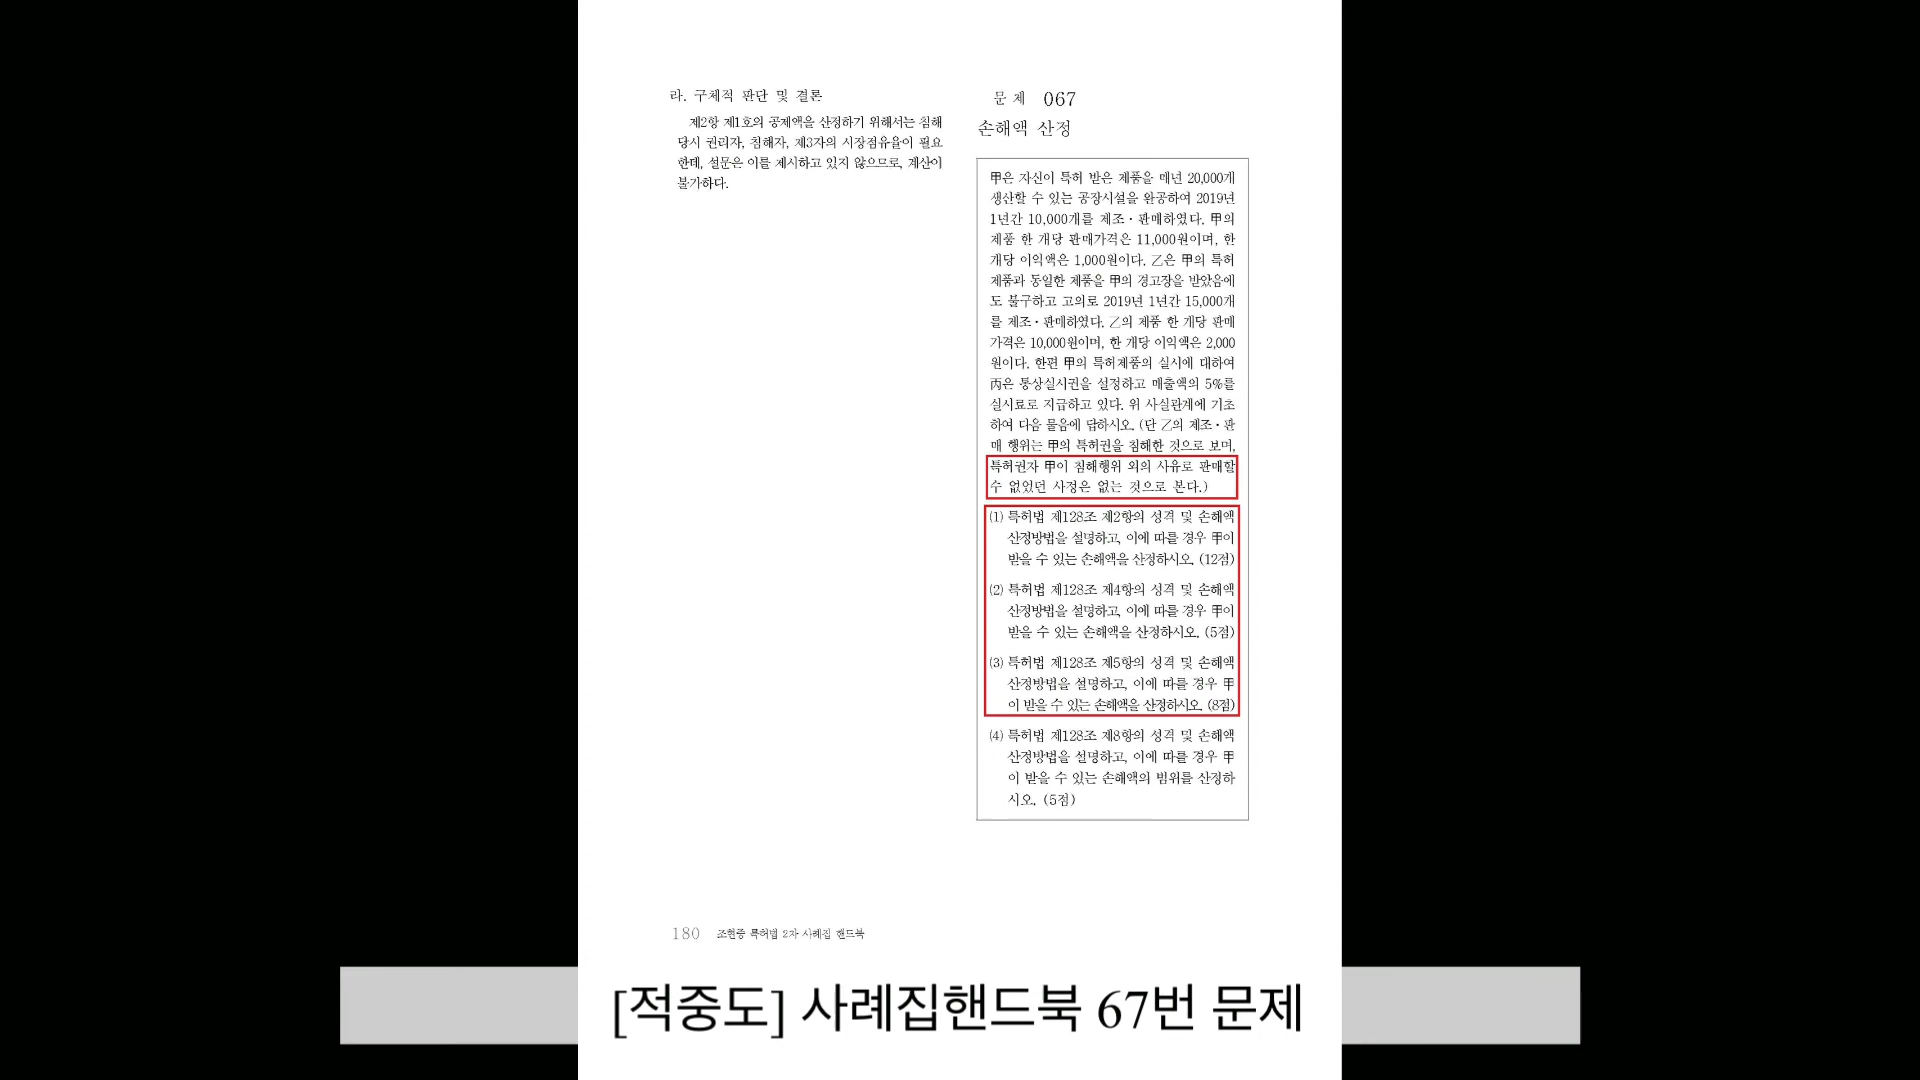 라. 구체적 판단 및 결론
제2항 제1호의 공제액을 산정하기 위해서는 침해
당시 권리자, 침해자, 제3자의 시장점유율이 필요
한데, 설문은 이를 제시하고 있지 않으므로, 계산이
불가하다.
문제 067
손해액 산정
甲은 자신이 특허 받은 제품을 매년 20,000개
생산할 수 있는 공장시설을 완공하여 2019년
1년간 10,000개를 제조·판매하였다. 甲의
제품 한 개당 판매가격은 11,000원이며, 한
개당 이익액은 1,000원이다. 乙은 甲의 특허
제품과 동일한 제품을 甲의 경고장을 받았음에
도 불구하고 고의로 2019년 1년간 15,000개
를 제조·판매하였다. 乙의 제품 한 개당 판매
가격은 10,000원이며, 한 개당 이익액은 2,000
원이다. 한편 甲의 특허제품의 실시에 대하여
丙은 통상실시권을 설정하고 매출액의 5%를
실시료로 지급하고 있다. 위 사실관계에 기초
하여 다음 물음에 답하시오. (단 乙의 제조·판
매 행위는 甲의 특허권을 침해한 것으로 보며,
특허권자 甲이 침해행위 외의 사유로 판매할
수 없었던 사정은 없는 것으로 본다.)
(1) 특허법 제128조 제2항의 성격 및 손해액
산정방법을 설명하고, 이에 따를 경우 甲이
받을 수 있는 손해액을 산정하시오. (12점)
(2) 특허법 제128조 제4항의 성격 및 손해액
산정방법을 설명하고, 이에 따를 경우 甲이
받을 수 있는 손해액을 산정하시오. (5점)
(3) 특허법 제128조 제5항의 성격 및 손해액
산정방법을 설명하고, 이에 따를 경우 甲
이 받을 수 있는 손해액을 산정하시오. (8점)
(4) 특허법 제128조 제8항의 성격 및 손해액
산정방법을 설명하고, 이에 따를 경우 甲
이 받을 수 있는 손해액의 범위를 산정하
시오. (5점)
180 조현중 특허법 2차 사례집 핸드북
[적중도] 사례집핸드북 67번 문제